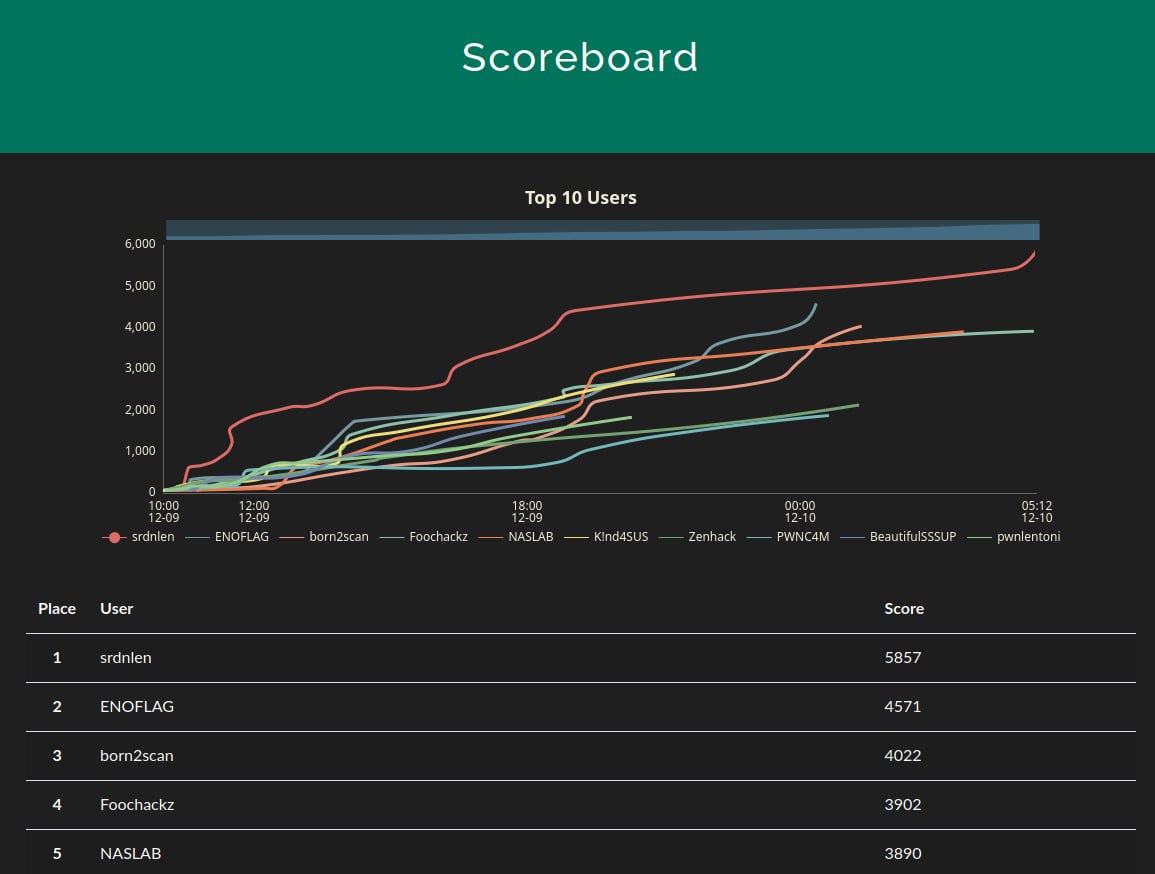 Scoreboard
Top 10 Users
6,000
5,000
4,000
3,000
2,000
1,000
0
10:00 12:00 18:00 00:00 05:12
12-09 12-09 12-09 12-10 12-10
srdnlen ENOFLAG born2scan Foochackz NASLAB K!nd4SUS Zenhack PWNC4M BeautifulSSSUP pwnlentoni
Place User Score
1 srdnlen 5857
2 ENOFLAG 4571
3 born2scan 4022
4 Foochackz 3902
5 NASLAB 3890